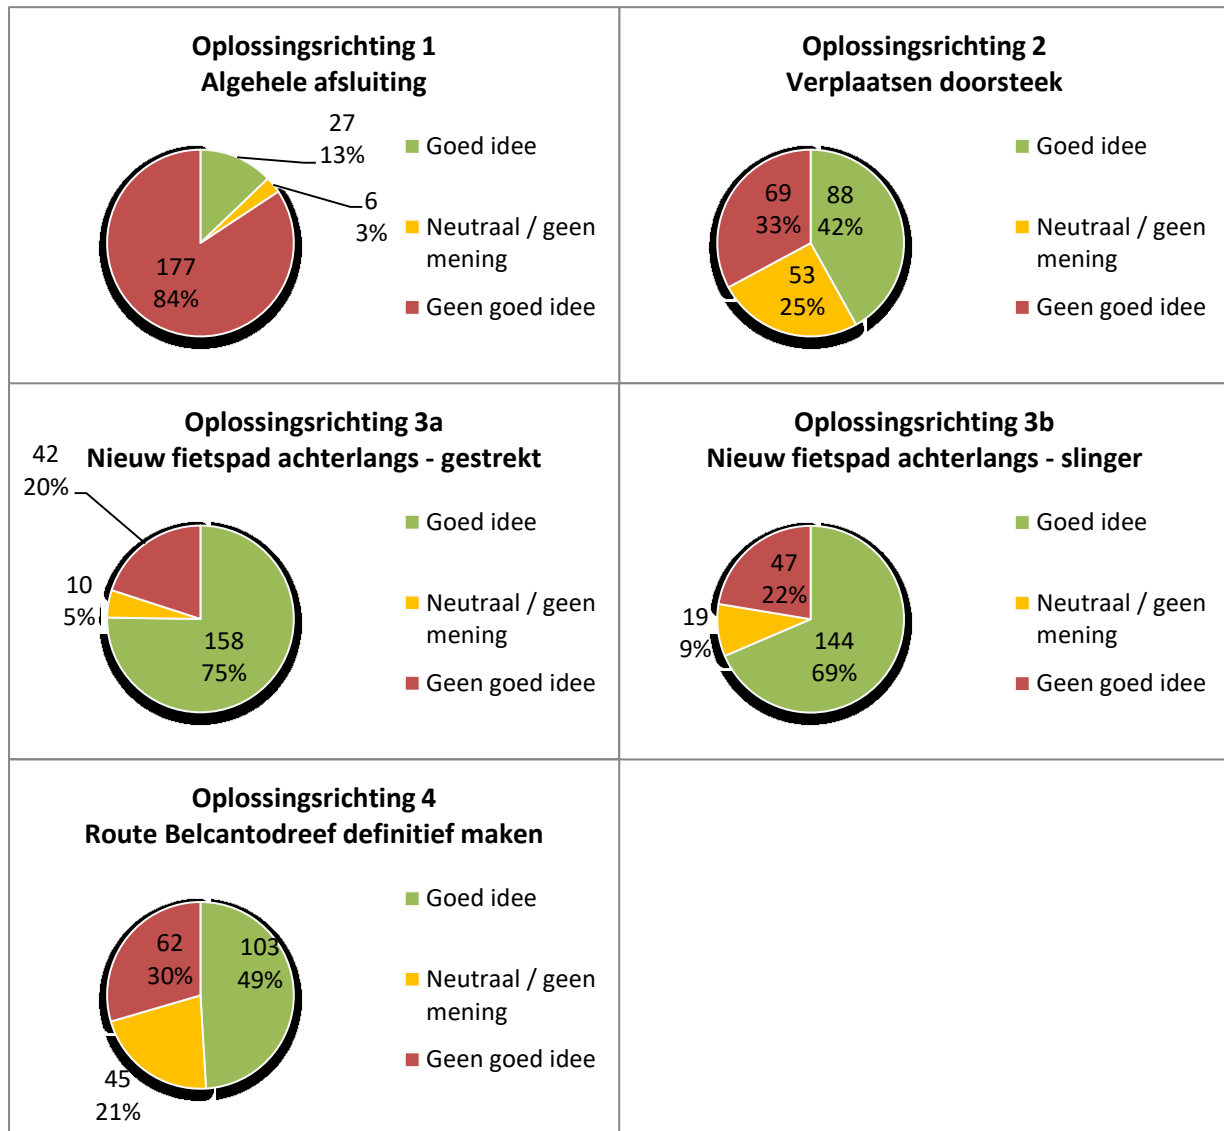 Oplossingsrichting 1
Algehele afsluiting
27
13%
6
3%
177
84%
Goed idee
Neutraal / geen
mening
Geen goed idee
Oplossingsrichting 2
Verplaatsen doorsteek
69
33%
88
42%
53
25%
Goed idee
Neutraal / geen
mening
Geen goed idee
Oplossingsrichting 3a
Nieuw fietspad achterlangs - gestrekt
42
20%
10
5%
158
75%
Goed idee
Neutraal / geen
mening
Geen goed idee
Oplossingsrichting 3b
Nieuw fietspad achterlangs - slinger
47
22%
19
9%
144
69%
Goed idee
Neutraal / geen
mening
Geen goed idee
Oplossingsrichting 4
Route Belcantodreef definitief maken
62
30%
103
49%
45
21%
Goed idee
Neutraal / geen
mening
Geen goed idee